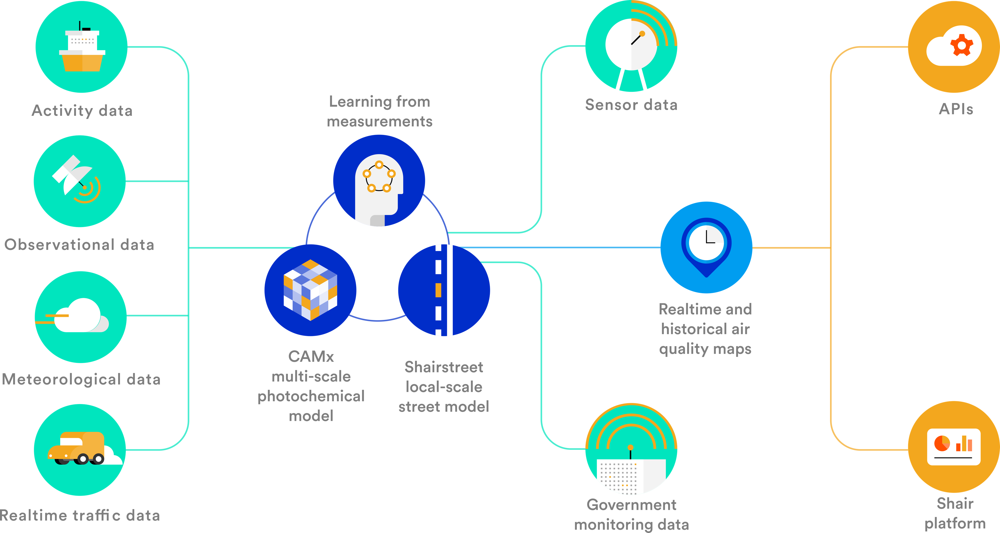 Activity data
Observational data
Meteorological data
Realtime traffic data
Learning from
measurements
CAMx
multi-scale
photochemical
model
Shairstreet
local-scale
street model
Sensor data
Government
monitoring data
Realtime and
historical air
quality maps
APIs
Shair
platform